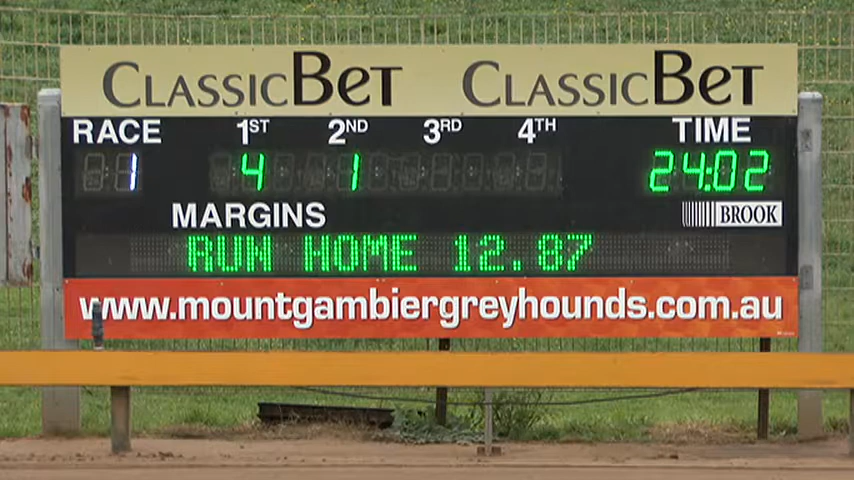 CLASSICBET CLASSICBET
RACE 1ST 2ND 3RD 4TH TIME
1 4 1 24:02
MARGINS BROOK
RUN HOME 12.87
www.mountgambiergreyhounds.com.au